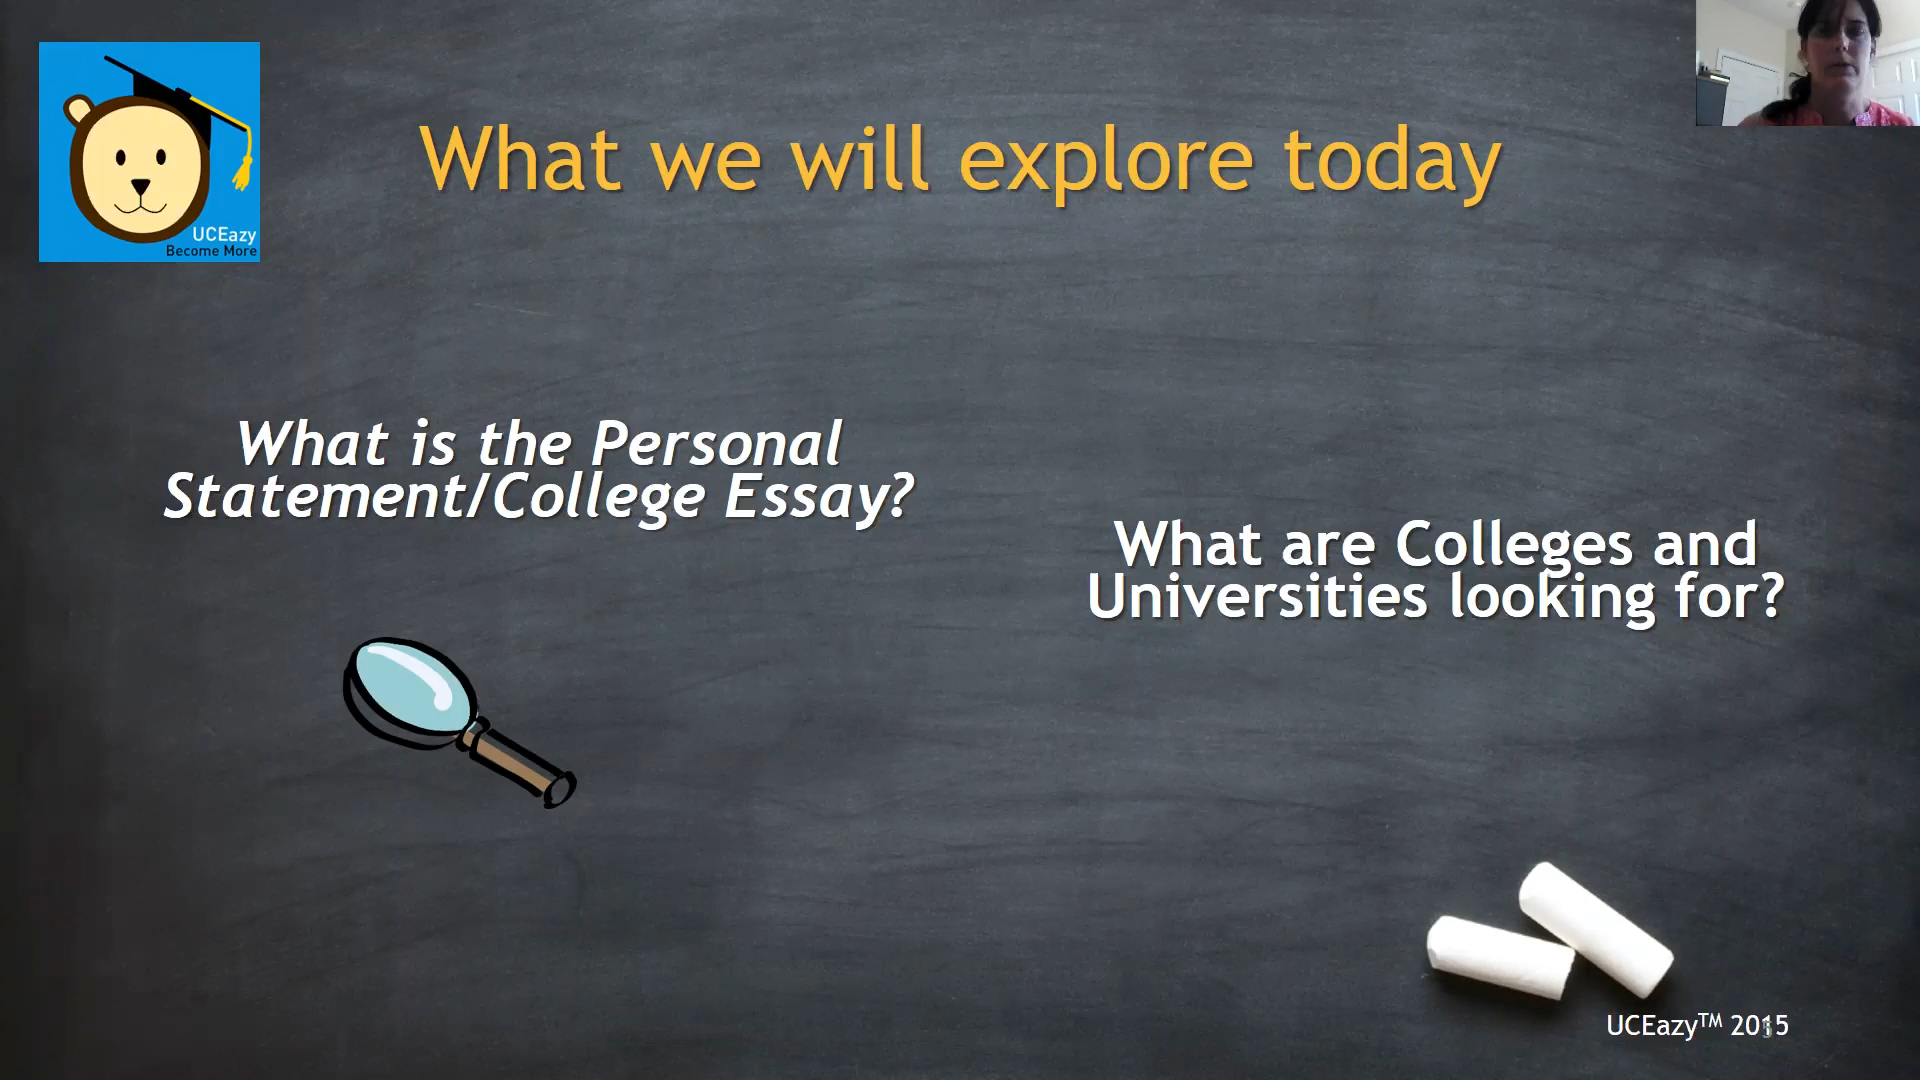 What we will explore today
UCEazy
Become More
What is the Personal
Statement/College Essay?
What are Colleges and
Universities looking for?
UCEazy™ 2015